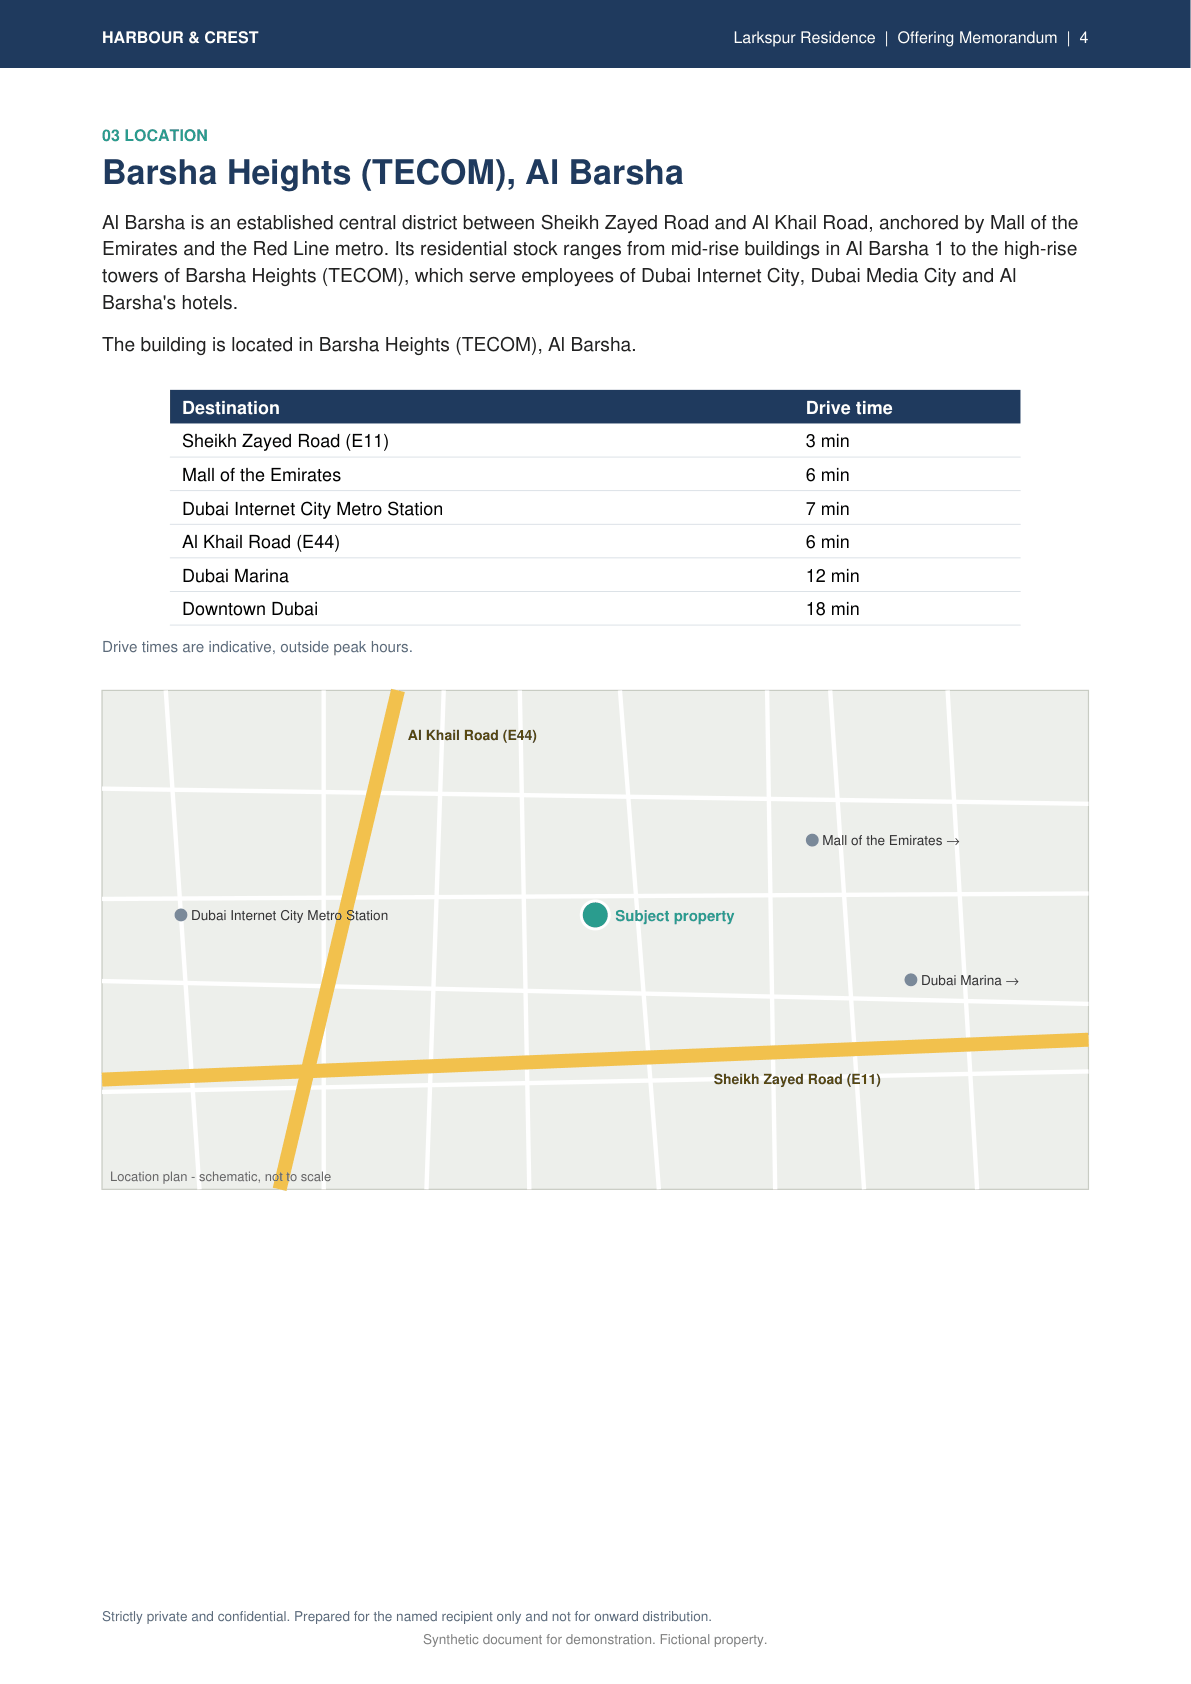 HARBOUR & CREST
Larkspur Residence | Offering Memorandum | 4
03 LOCATION
Barsha Heights (TECOM), Al Barsha
Al Barsha is an established central district between Sheikh Zayed Road and Al Khail Road, anchored by Mall of the
Emirates and the Red Line metro. Its residential stock ranges from mid-rise buildings in Al Barsha 1 to the high-rise
towers of Barsha Heights (TECOM), which serve employees of Dubai Internet City, Dubai Media City and Al
Barsha's hotels.
The building is located in Barsha Heights (TECOM), Al Barsha.
Destination Drive time
Sheikh Zayed Road (E11) 3 min
Mall of the Emirates 6 min
Dubai Internet City Metro Station 7 min
Al Khail Road (E44) 6 min
Dubai Marina 12 min
Downtown Dubai 18 min
Drive times are indicative, outside peak hours.
Al Khail Road (E44)
Mall of the Emirates →
Dubai Internet City Metro Station
Subject property
Dubai Marina →
Sheikh Zayed Road (E11)
Location plan - schematic, not to scale
Strictly private and confidential. Prepared for the named recipient only and not for onward distribution.
Synthetic document for demonstration. Fictional property.